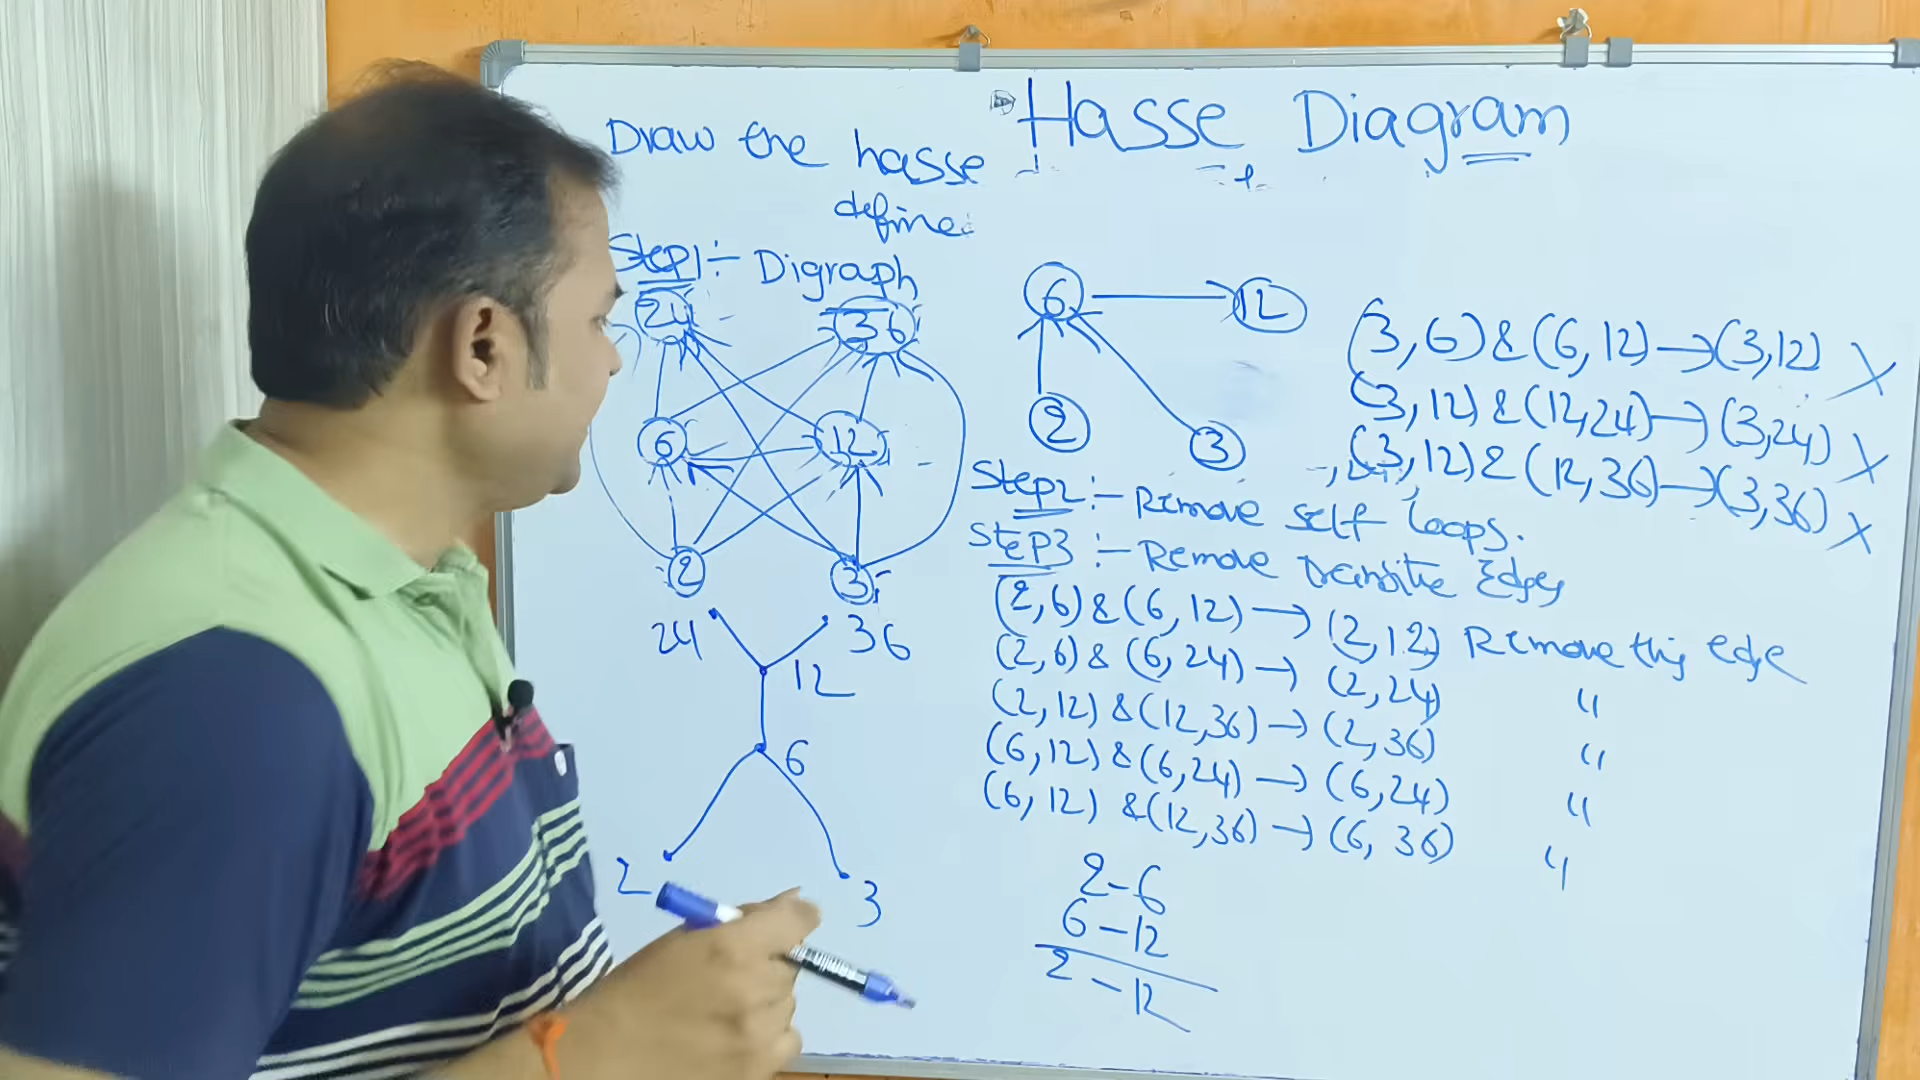 Hasse Diagram
Draw the hasse
define
Step1:- Digraph
24 36
6 12
2 3
6 12
2 3
(3,6)&(6,12)→(3,12) X
(3,12)&(12,24)→(3,24) X
(3,12)&(12,36)→(3,36) X
Step2:- Remove self loops.
Step3:- Remove transitive Edges
(2,6)&(6,12)→(2,12) Remove this edge
(2,6)&(6,24)→(2,24) "
(2,12)&(12,36)→(2,36) "
(6,12)&(6,24)→(6,24) "
(6,12)&(12,36)→(6,36) "
2-6
6-12
2-12
24 36
12
6
2 3